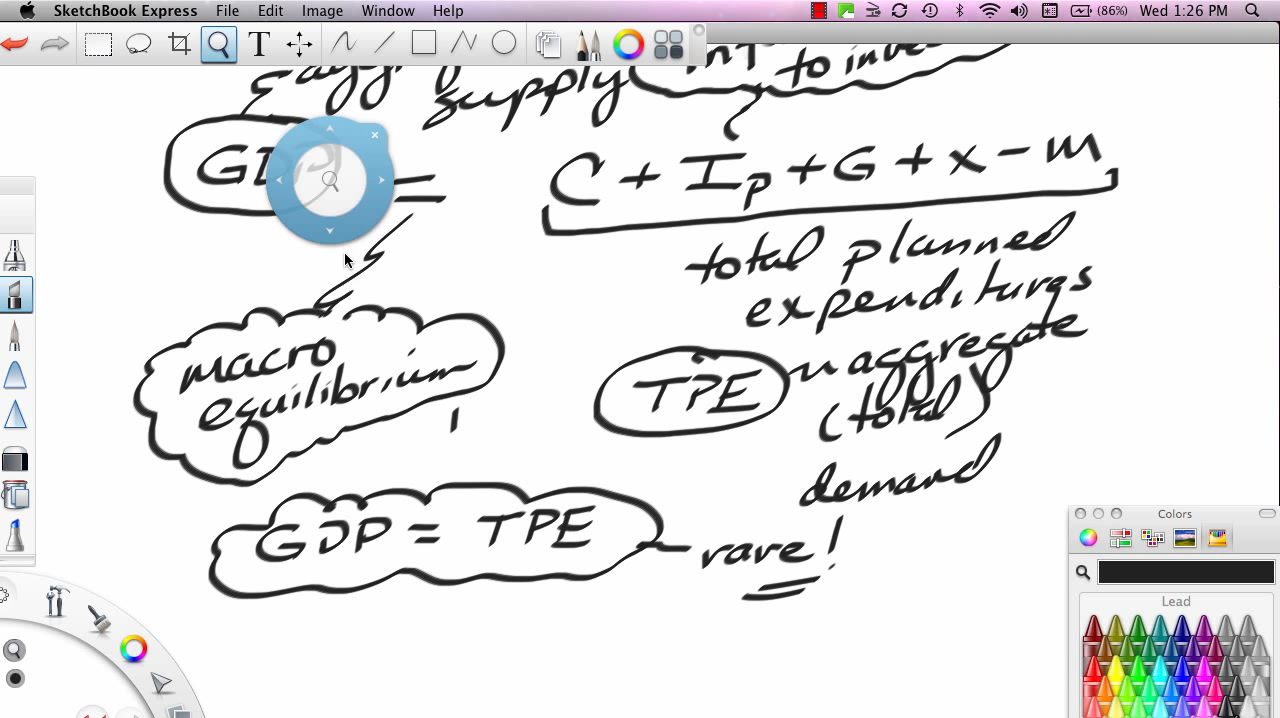 SketchBook Express File Edit Image Window Help (86%) Wed 1:26 PM
T
to inve
supply
GDP = C + Ip + G + x - m
total planned
expenditures
macro
equilibrium
TPE aggregate
(total)
demand
GDP = TPE - rare!
Colors
Lead